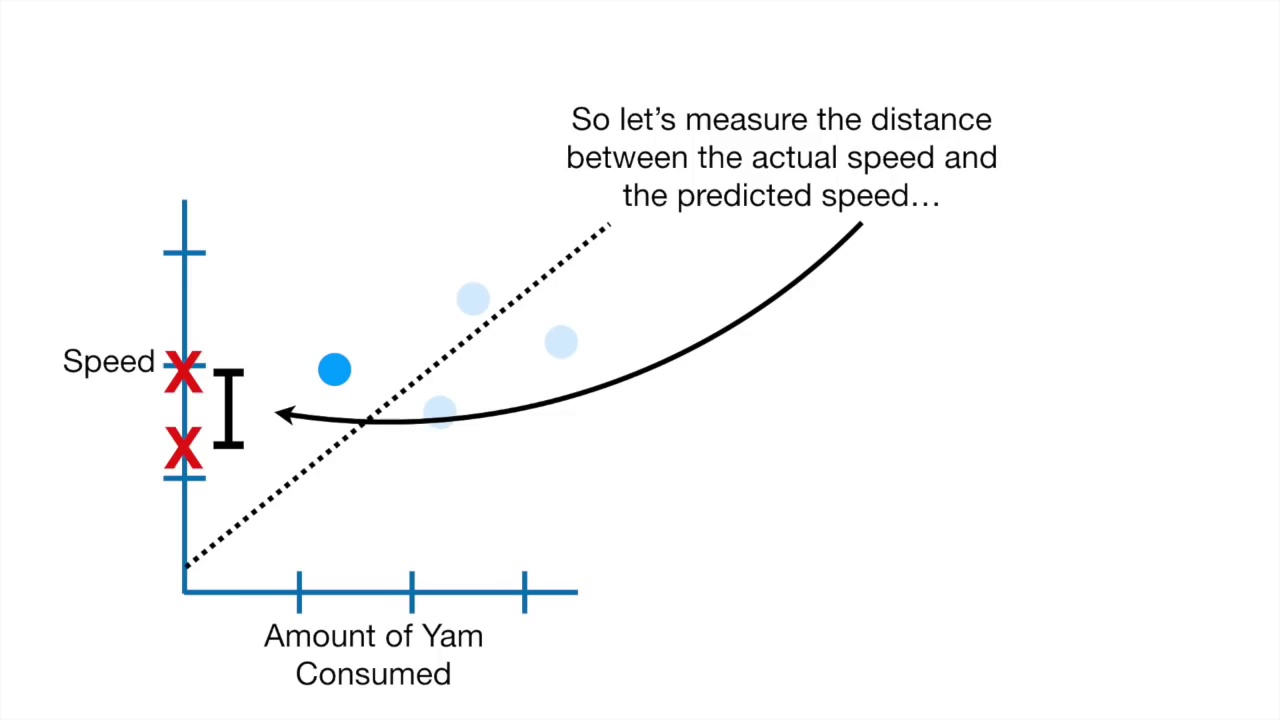 So let’s measure the distance
between the actual speed and
the predicted speed…
Speed
X
X
Amount of Yam
Consumed